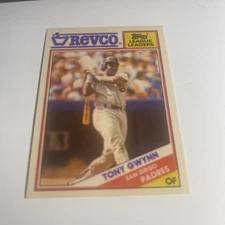 REVCO
Topps
LEAGUE
LEADERS
TONY GWYNN
SAN DIEGO
PADRES
OF